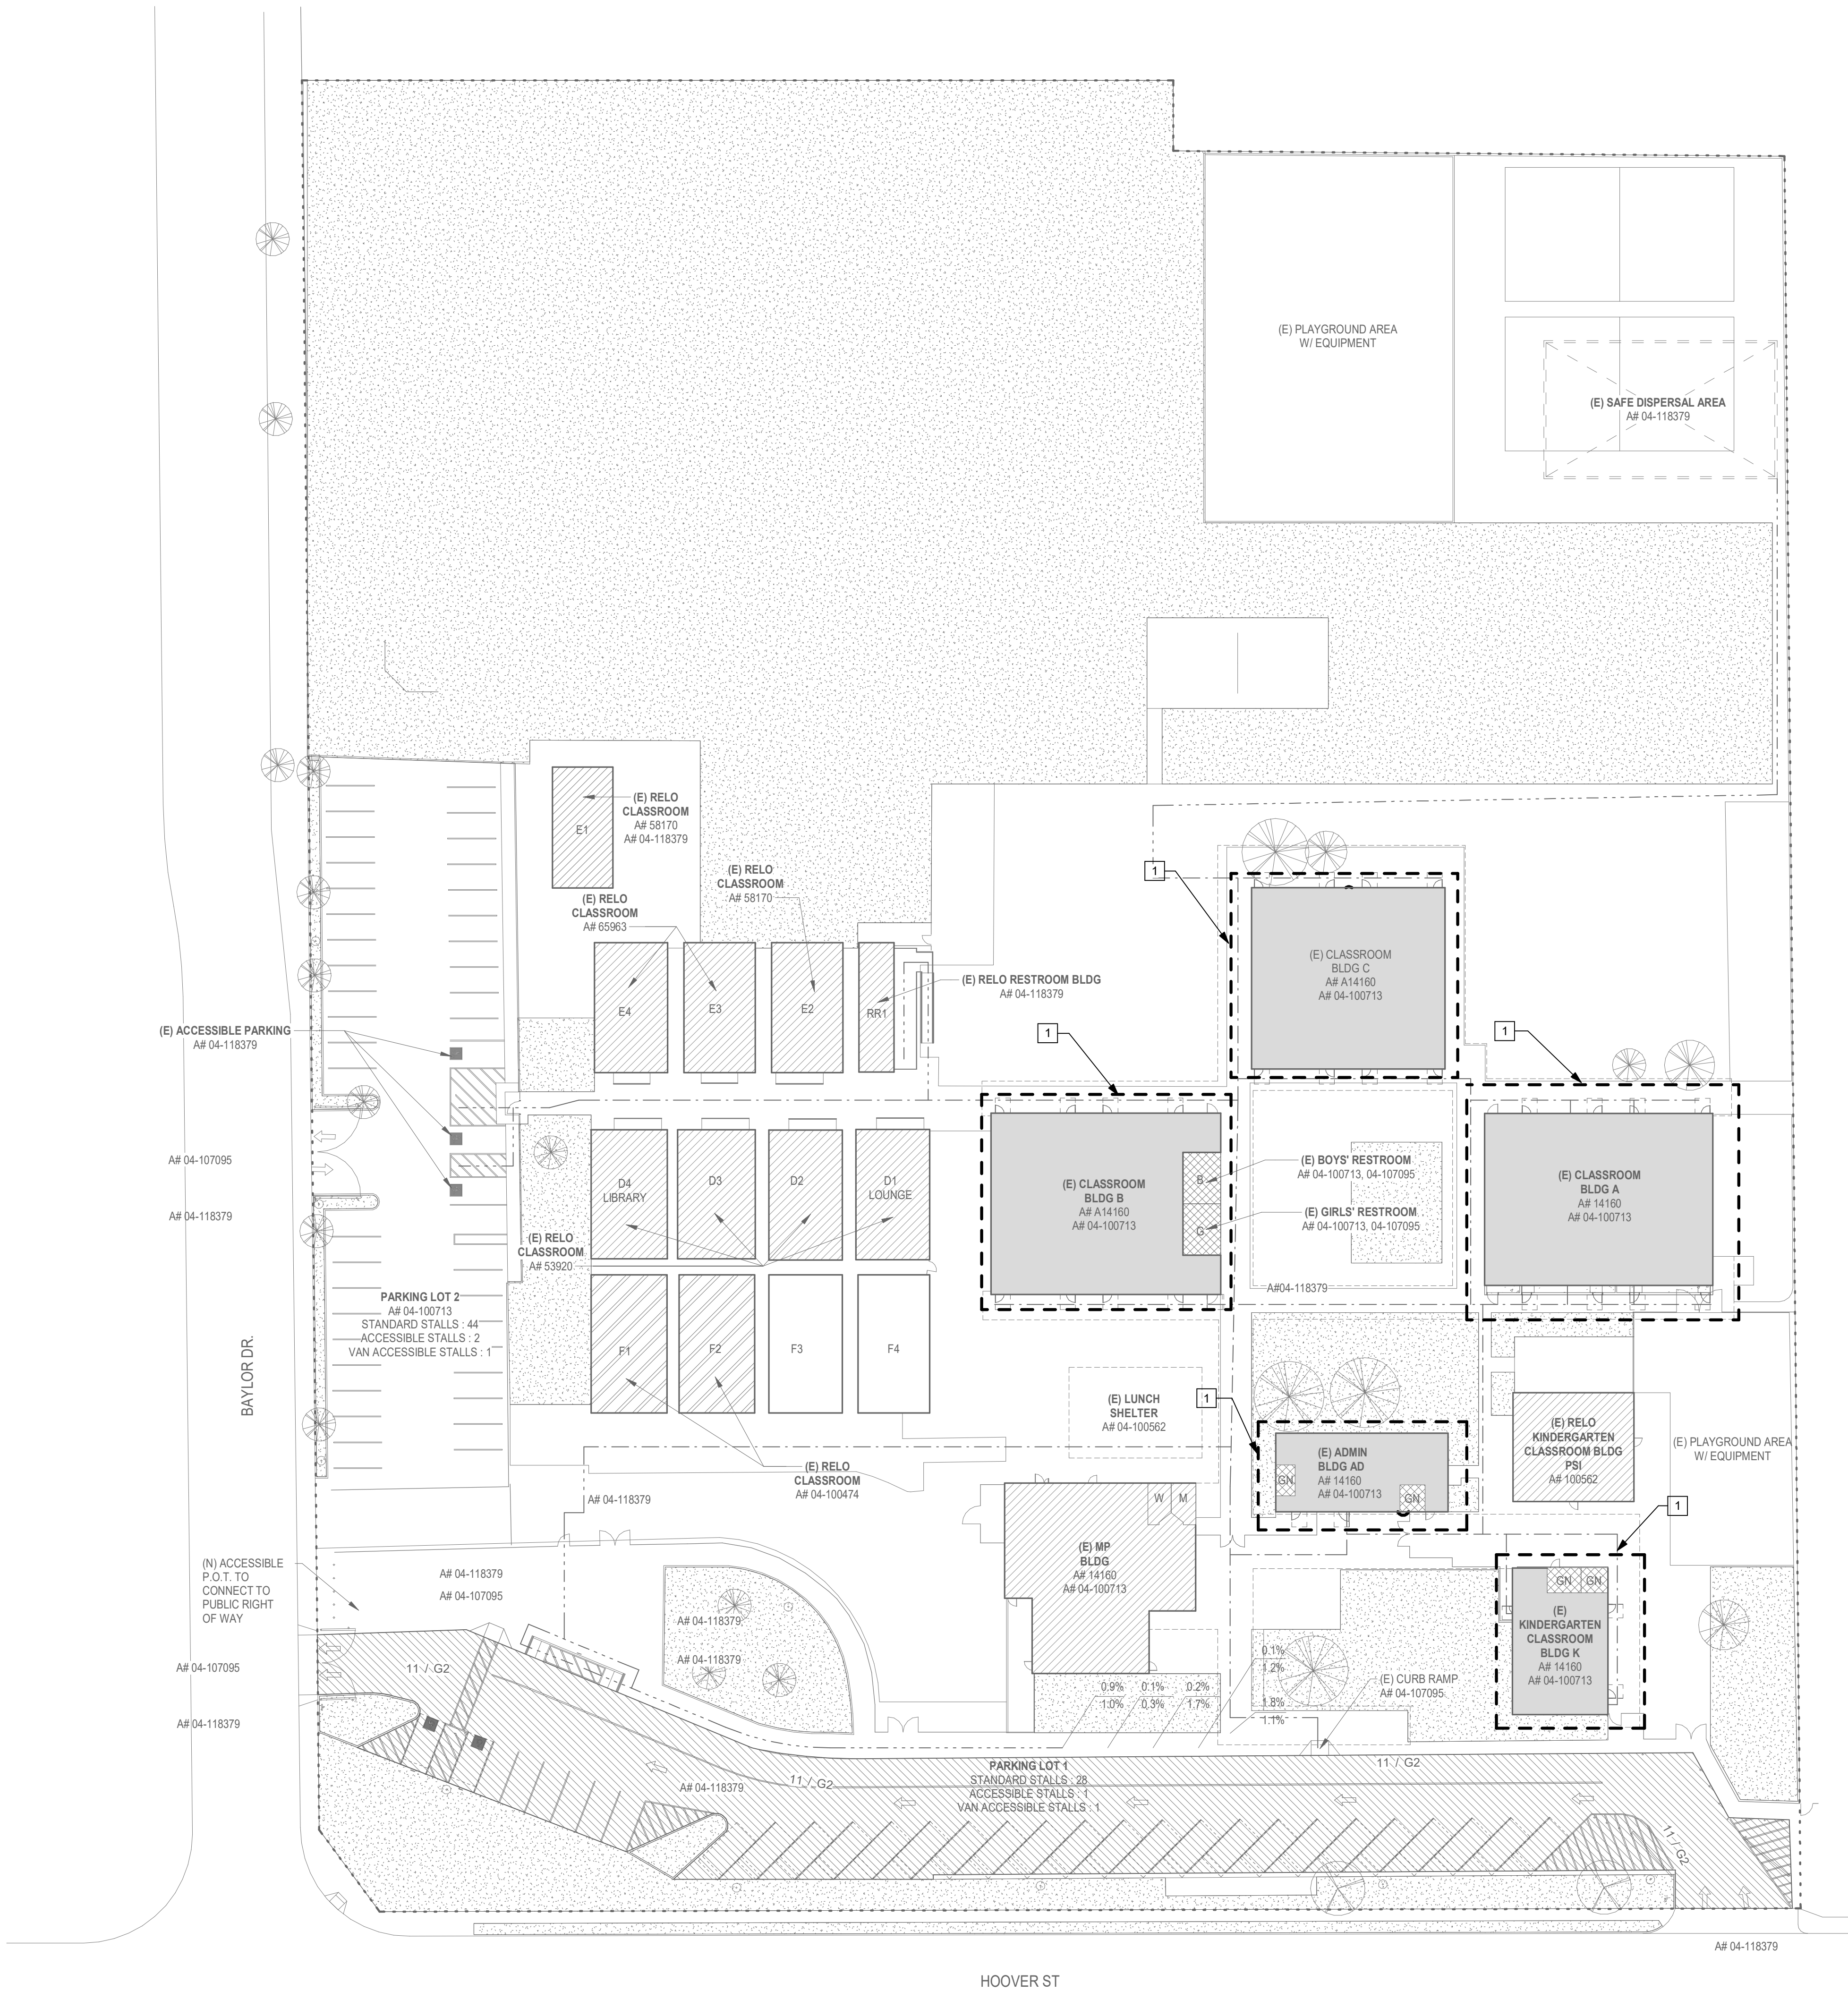 (E) PLAYGROUND AREA
W/ EQUIPMENT
(E) SAFE DISPERSAL AREA
A# 04-118379
(E) RELO
CLASSROOM
A# 58170
A# 04-118379
E1
(E) RELO
CLASSROOM
A# 58170
(E) RELO
CLASSROOM
A# 65963
1
(E) CLASSROOM
BLDG C
A# A14160
A# 04-100713
(E) RELO RESTROOM BLDG
A# 04-118379
E4
E3
E2
RR1
(E) ACCESSIBLE PARKING
A# 04-118379
1
1
A# 04-107095
A# 04-118379
D4
LIBRARY
D3
D2
D1
LOUNGE
(E) CLASSROOM
BLDG B
A# A14160
A# 04-100713
B
G
(E) BOYS' RESTROOM
A# 04-100713, 04-107095
(E) GIRLS' RESTROOM
A# 04-100713, 04-107095
(E) CLASSROOM
BLDG A
A# 14160
A# 04-100713
(E) RELO
CLASSROOM
A# 53920
A#04-118379
PARKING LOT 2
A# 04-100713
STANDARD STALLS : 44
ACCESSIBLE STALLS : 2
VAN ACCESSIBLE STALLS : 1
BAYLOR DR.
F1
F2
F3
F4
(E) LUNCH
SHELTER
A# 04-100562
1
(E) RELO
CLASSROOM
A# 04-100474
A# 04-118379
(E) ADMIN
BLDG AD
A# 14160
A# 04-100713
GN
GN
(E) RELO
KINDERGARTEN
CLASSROOM BLDG
PSI
A# 100562
(E) PLAYGROUND AREA
W/ EQUIPMENT
1
W
M
(E) MP
BLDG
A# 14160
A# 04-100713
(N) ACCESSIBLE
P.O.T. TO
CONNECT TO
PUBLIC RIGHT
OF WAY
A# 04-118379
A# 04-107095
GN
GN
(E)
KINDERGARTEN
CLASSROOM
BLDG K
A# 14160
A# 04-100713
A# 04-118379
A# 04-118379
A# 04-107095
A# 04-118379
11 / G2
0.1%
1.2%
0.9%
0.1%
0.2%
1.0%
0.3%
1.7%
1.8%
1.1%
(E) CURB RAMP
A# 04-107095
PARKING LOT 1
STANDARD STALLS : 28
ACCESSIBLE STALLS : 1
VAN ACCESSIBLE STALLS : 1
A# 04-118379
11 / G2
11 / G2
11 / G2
A# 04-118379
HOOVER ST